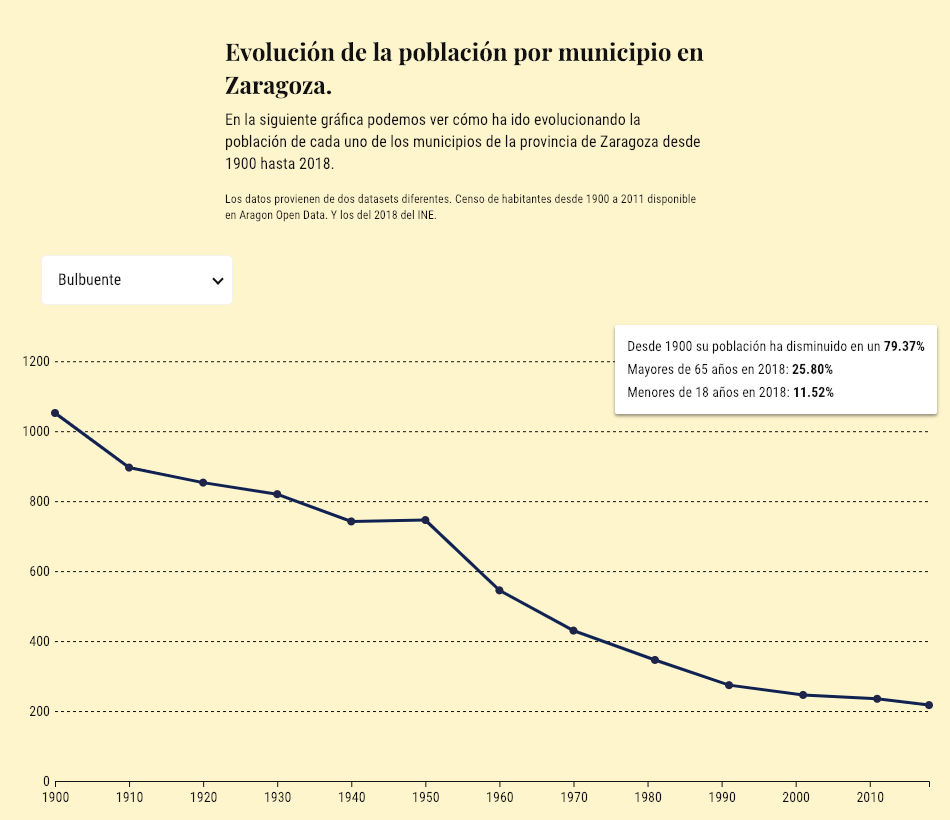 Evolución de la población por municipio en
Zaragoza.
En la siguiente gráfica podemos ver cómo ha ido evolucionando la
población de cada uno de los municipios de la provincia de Zaragoza desde
1900 hasta 2018.
Los datos provienen de dos datasets diferentes. Censo de habitantes desde 1900 a 2011 disponible
en Aragon Open Data. Y los del 2018 del INE.
Bulbuente
Desde 1900 su población ha disminuido en un 79.37%
Mayores de 65 años en 2018: 25.80%
Menores de 18 años en 2018: 11.52%
1200
1000
800
600
400
200
0
1900 1910 1920 1930 1940 1950 1960 1970 1980 1990 2000 2010